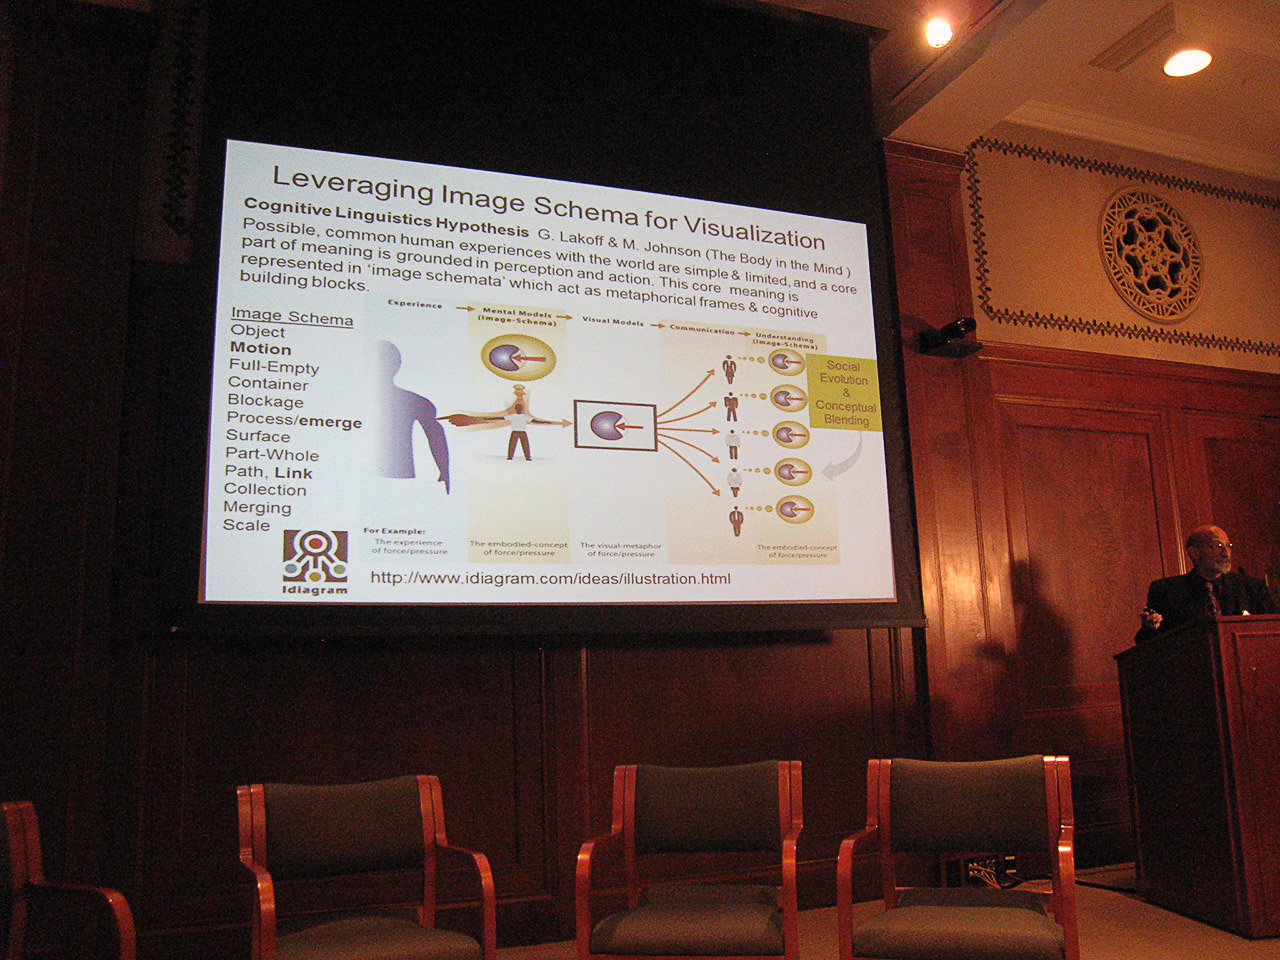 Leveraging Image Schema for Visualization
Cognitive Linguistics Hypothesis G. Lakoff & M. Johnson (The Body in the Mind )
Possible, common human experiences with the world are simple & limited, and a core
part of meaning is grounded in perception and action. This core meaning is
represented in 'image schemata' which act as metaphorical frames & cognitive
building blocks.
Image Schema
Object
Motion
Full-Empty
Container
Blockage
Process/emerge
Surface
Part-Whole
Path, Link
Collection
Merging
Scale
Experience
Mental Models
(Image-Schema)
Visual Models
Communication
Understanding
(Image-Schema)
Social
Evolution
&
Conceptual
Blending
For Example:
The experience
of force/pressure
The embodied-concept
of force/pressure
The visual-metaphor
of force/pressure
The embodied-concept
of force/pressure
Idiagram
http://www.idiagram.com/ideas/illustration.html